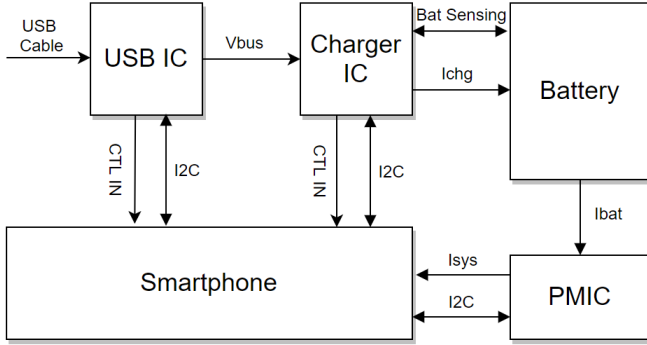 USB
Cable
USB IC
Vbus
Charger
IC
Bat Sensing
Ichg
Battery
CTL IN
I2C
CTL IN
I2C
Ibat
Smartphone
Isys
I2C
PMIC